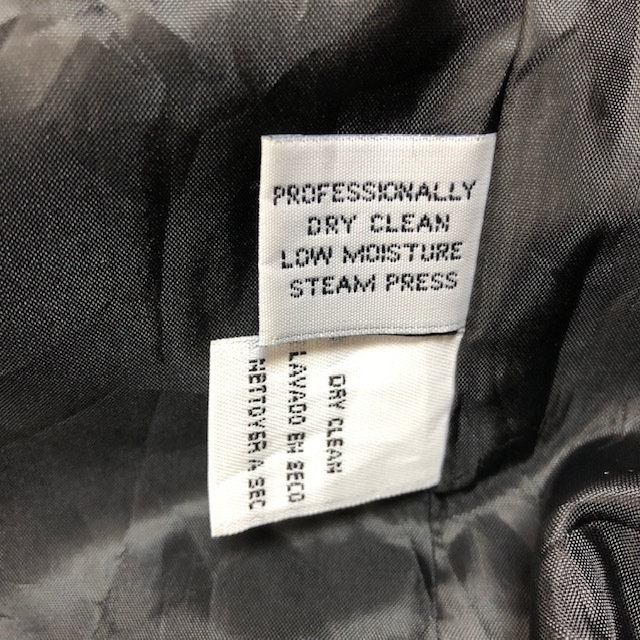 PROFESSIONALLY
DRY CLEAN
LOW MOISTURE
STEAM PRESS
DRY CLEAN
LAVADO EN SECO
NETTOYER A SEC